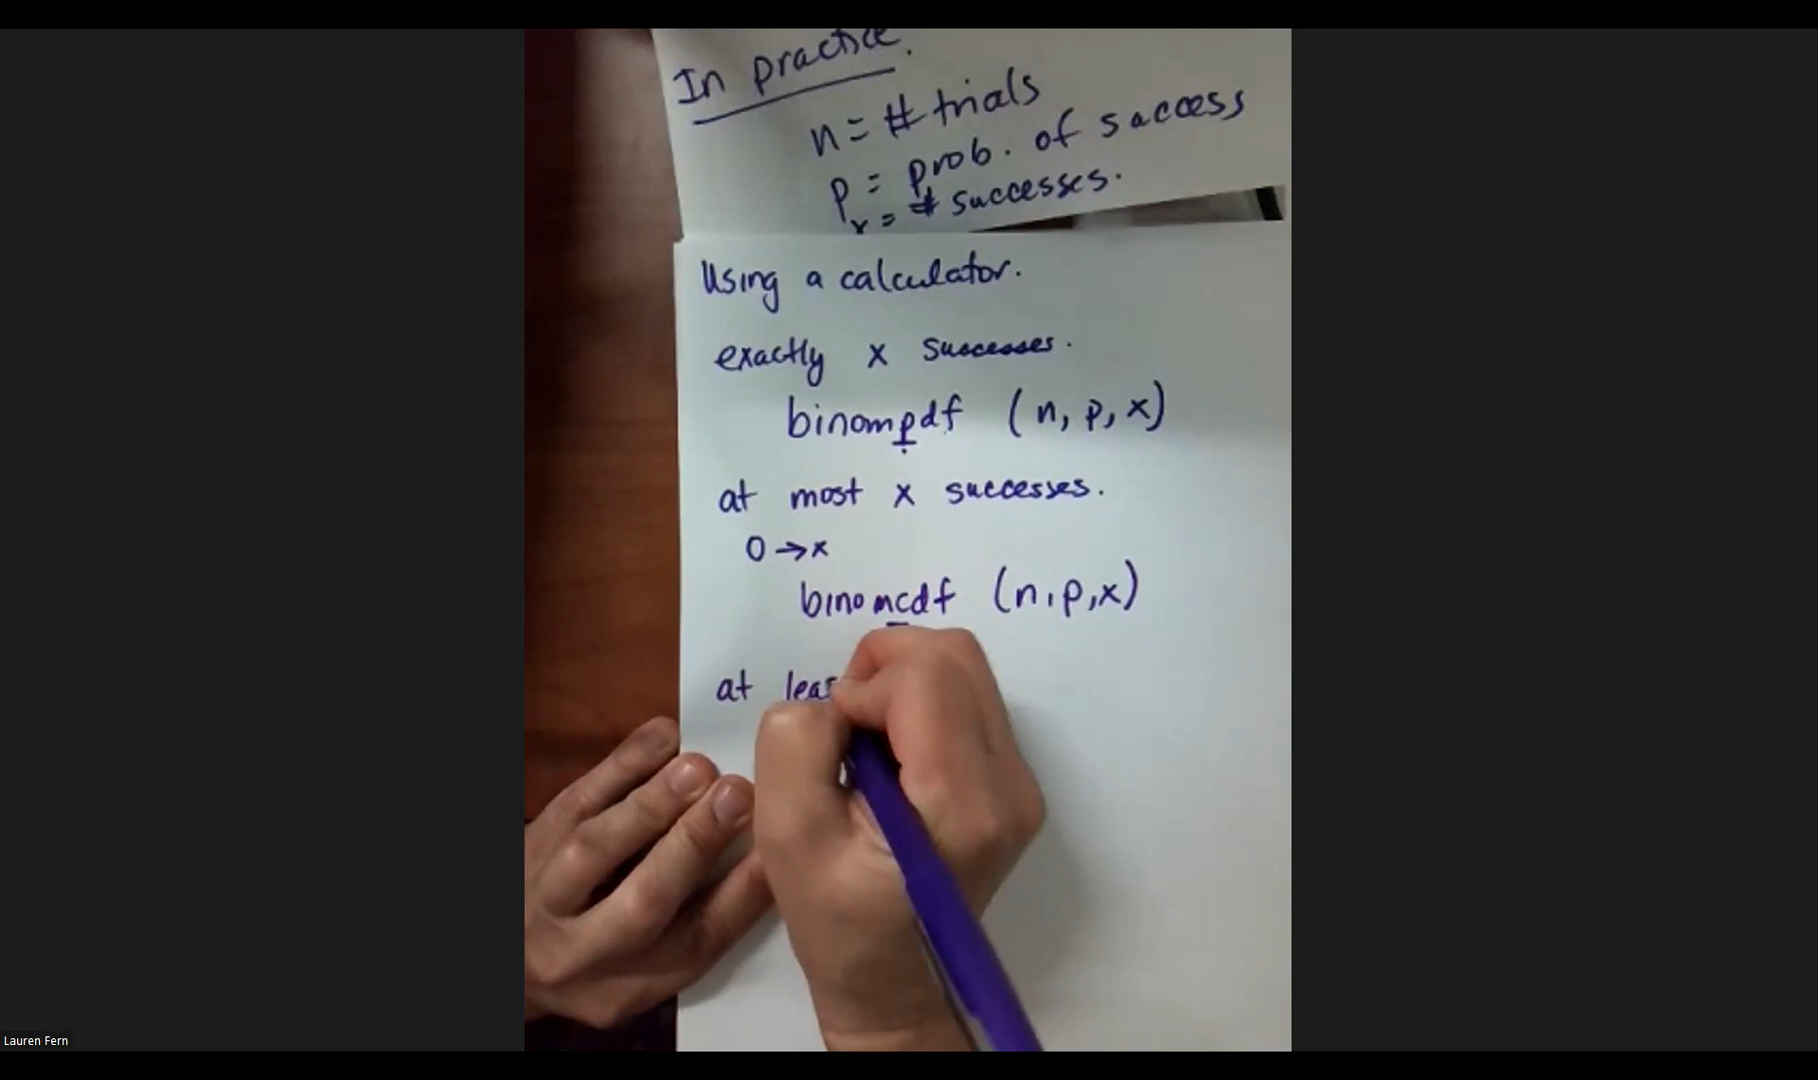 In practice.
n = # trials
p = prob. of success
x = # successes.
Using a calculator.
exactly x successes.
binompdf (n, p, x)
at most x successes.
0 → x
binomcdf (n, p, x)
at leas
Lauren Fern